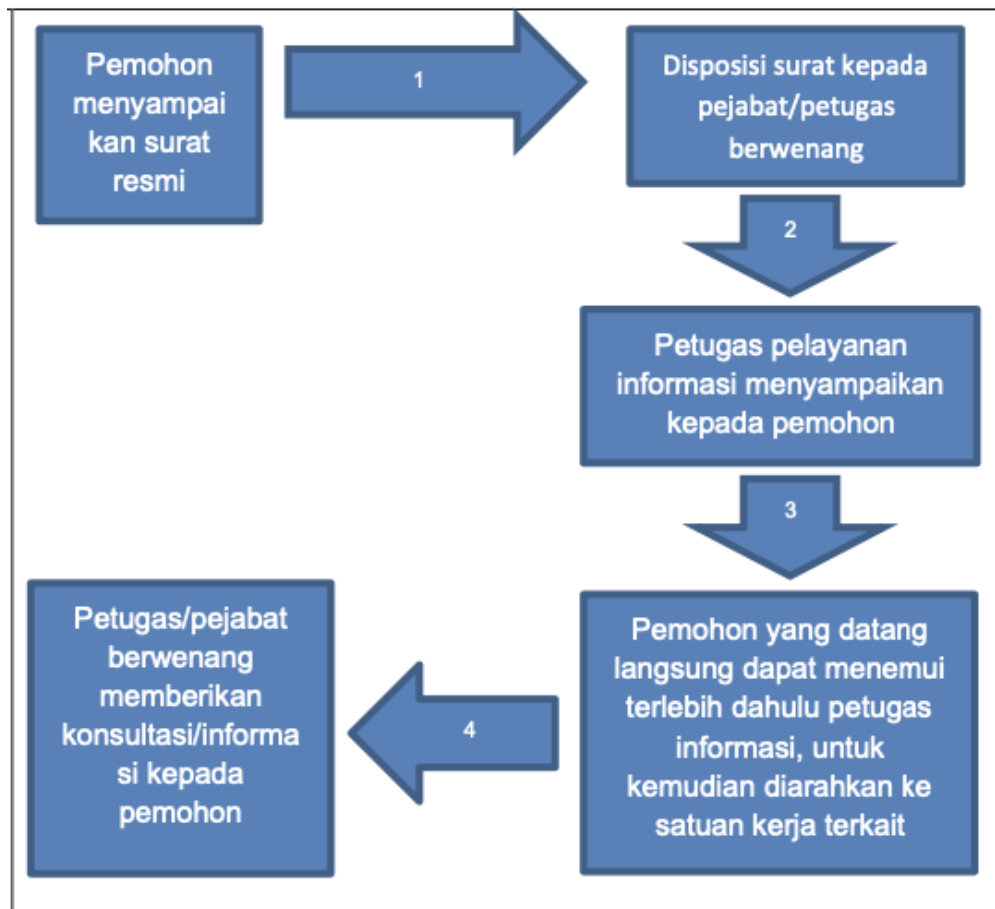 Pemohon
menyampai
kan surat
resmi
1
Disposisi surat kepada
pejabat/petugas
berwenang
2
Petugas pelayanan
informasi menyampaikan
kepada pemohon
3
Pemohon yang datang
langsung dapat menemui
terlebih dahulu petugas
informasi, untuk
kemudian diarahkan ke
satuan kerja terkait
4
Petugas/pejabat
berwenang
memberikan
konsultasi/informa
si kepada
pemohon